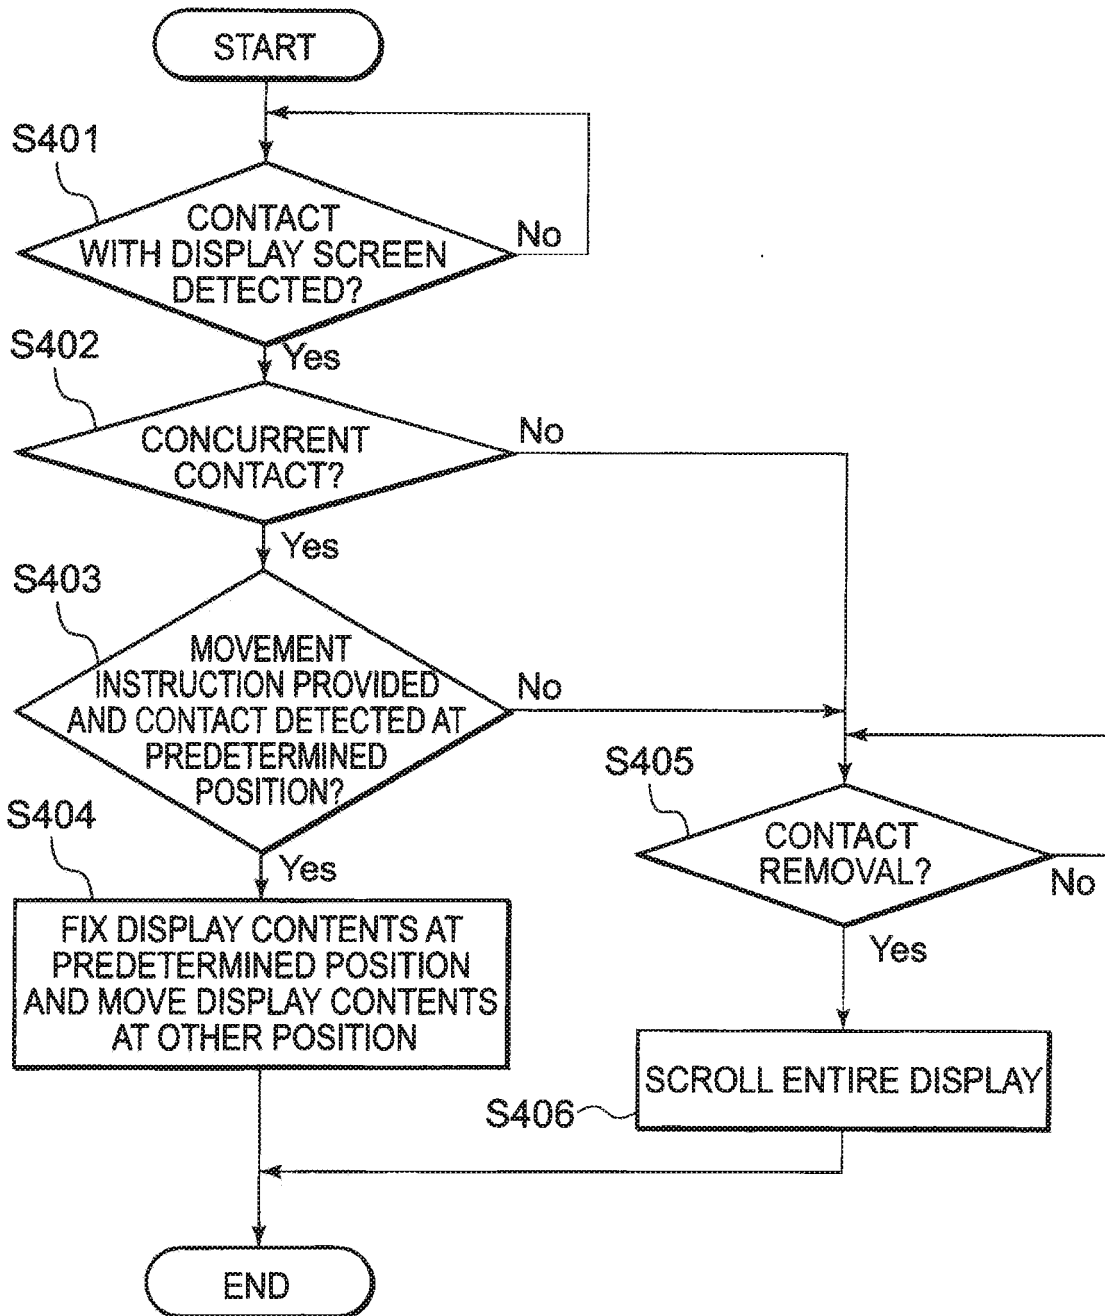 START
S401
CONTACT
WITH DISPLAY SCREEN
DETECTED?
No
Yes
S402
CONCURRENT
CONTACT?
No
Yes
S403
MOVEMENT
INSTRUCTION PROVIDED
AND CONTACT DETECTED AT
PREDETERMINED
POSITION?
No
Yes
S404
FIX DISPLAY CONTENTS AT
PREDETERMINED POSITION
AND MOVE DISPLAY CONTENTS
AT OTHER POSITION
S405
CONTACT
REMOVAL?
No
Yes
SCROLL ENTIRE DISPLAY
S406
END